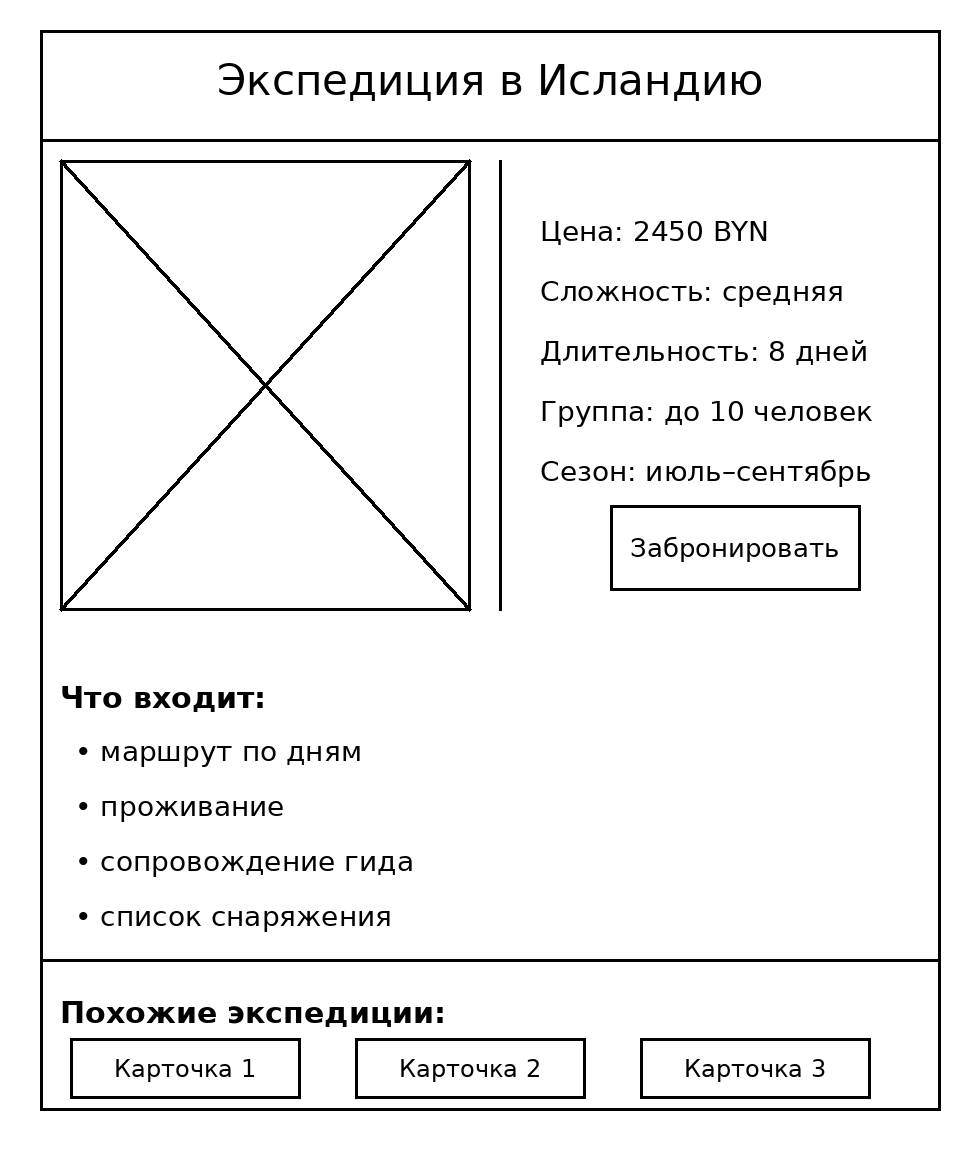 Экспедиция в Исландию
Цена: 2450 BYN
Сложность: средняя
Длительность: 8 дней
Группа: до 10 человек
Сезон: июль–сентябрь
Забронировать
Что входит:
• маршрут по дням
• проживание
• сопровождение гида
• список снаряжения
Похожие экспедиции:
Карточка 1
Карточка 2
Карточка 3